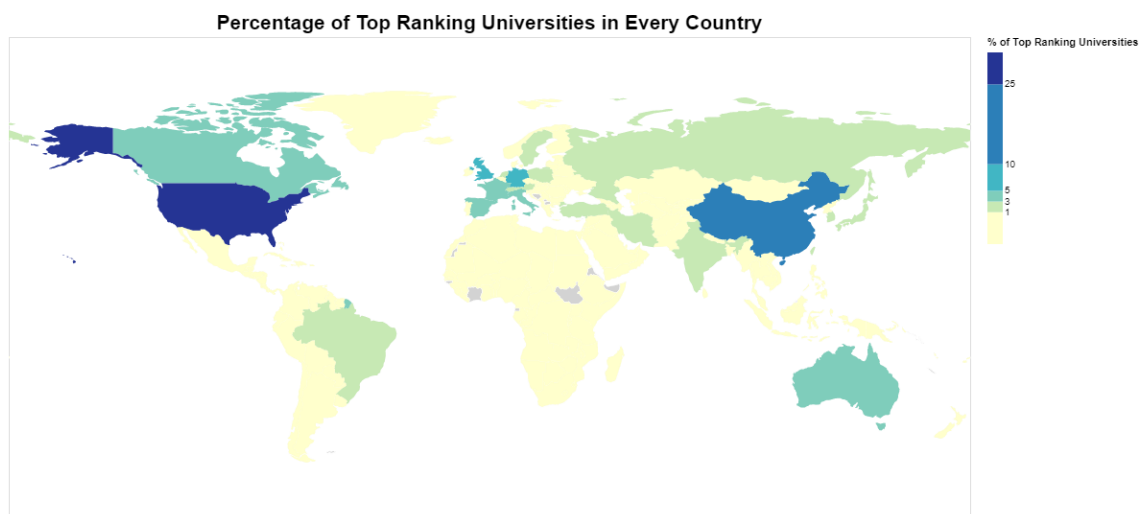 Percentage of Top Ranking Universities in Every Country
% of Top Ranking Universities
25
10
5
3
1